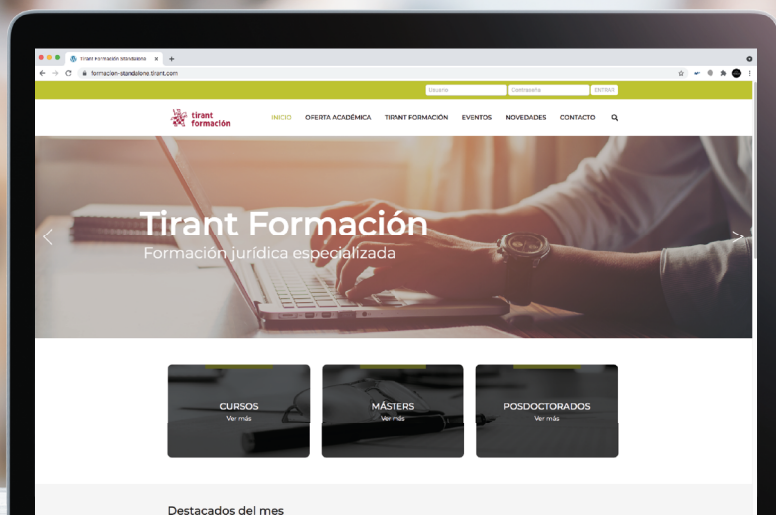 Tirant Formación Standalone
formacion-standalone.tirant.com
Usuario
Contraseña
ENTRAR
tirant
formación
INICIO
OFERTA ACADÉMICA
TIRANT FORMACIÓN
EVENTOS
NOVEDADES
CONTACTO
Tirant Formación
Formación jurídica especializada
CURSOS
Ver más
MÁSTERS
Ver más
POSDOCTORADOS
Ver más
Destacados del mes